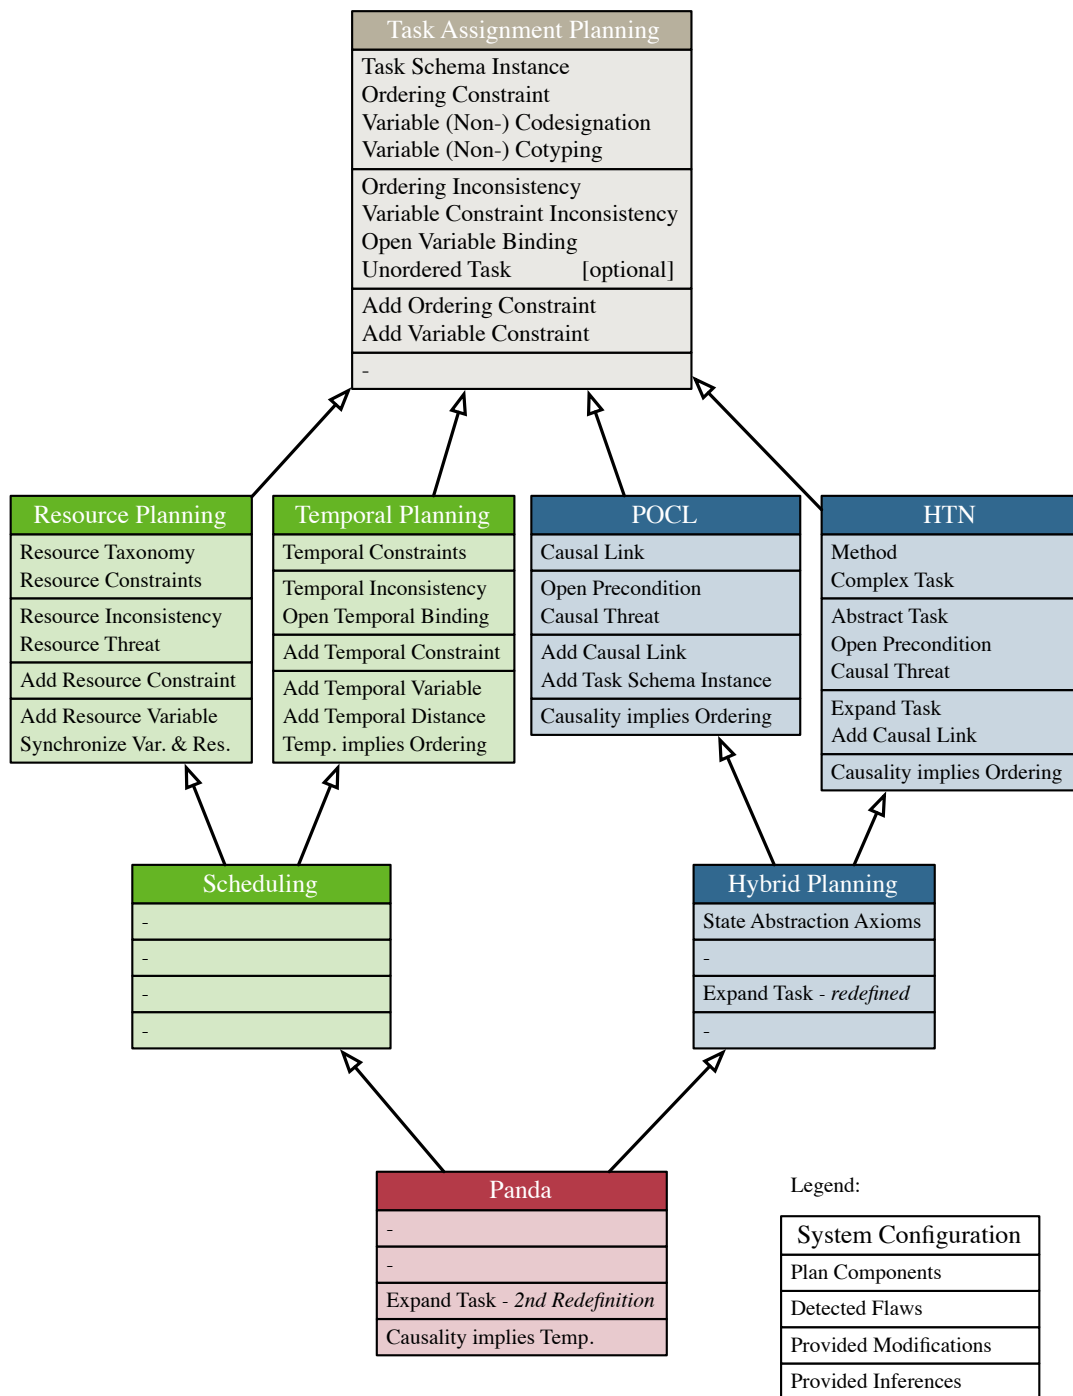 Task Assignment Planning
Task Schema Instance
Ordering Constraint
Variable (Non-) Codesignation
Variable (Non-) Cotyping
Ordering Inconsistency
Variable Constraint Inconsistency
Open Variable Binding
Unordered Task [optional]
Add Ordering Constraint
Add Variable Constraint
-
Resource Planning
Resource Taxonomy
Resource Constraints
Resource Inconsistency
Resource Threat
Add Resource Constraint
Add Resource Variable
Synchronize Var. & Res.
Temporal Planning
Temporal Constraints
Temporal Inconsistency
Open Temporal Binding
Add Temporal Constraint
Add Temporal Variable
Add Temporal Distance
Temp. implies Ordering
POCL
Causal Link
Open Precondition
Causal Threat
Add Causal Link
Add Task Schema Instance
Causality implies Ordering
HTN
Method
Complex Task
Abstract Task
Open Precondition
Causal Threat
Expand Task
Add Causal Link
Causality implies Ordering
Scheduling
-
-
-
-
Hybrid Planning
State Abstraction Axioms
-
Expand Task - redefined
-
Panda
-
-
Expand Task - 2nd Redefinition
Causality implies Temp.
Legend:
System Configuration
Plan Components
Detected Flaws
Provided Modifications
Provided Inferences